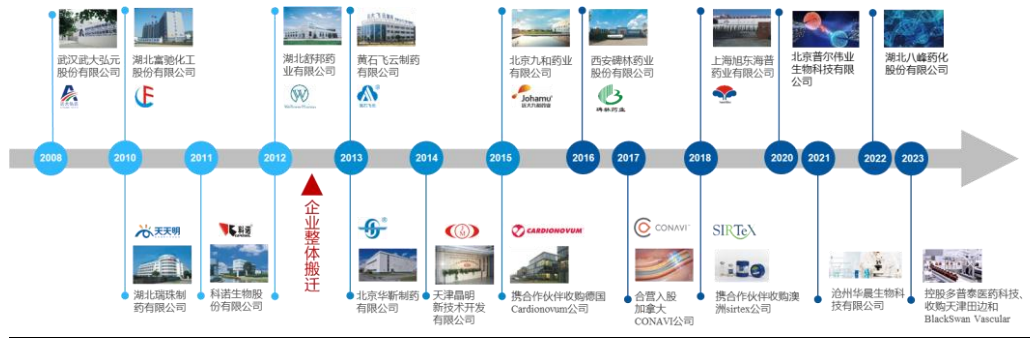 武汉武大弘元
股份有限公司
湖北富驰化工
股份有限公司
湖北舒邦药
业有限公司
黄石飞云制药
有限公司
北京九和药业
有限公司
西安碑林药业
股份有限公司
上海旭东海普
药业有限公司
北京普尔伟业
生物科技有限
公司
湖北八峰药化
股份有限公司
Johamu
远大九和药业
碑林药业
2008
2010
2011
2012
2013
2014
2015
2016
2017
2018
2020
2021
2022
2023
企业整体搬迁
天天明
科诺
CARDIONOVUM
CONAVI
SIRTeX
湖北瑞珠制
药有限公司
科诺生物股
份有限公司
北京华靳制药
有限公司
天津晶明
新技术开发
有限公司
携合作伙伴收购德国
Cardionovum公司
合营入股
加拿大
CONAVI公司
携合作伙伴收购澳
洲sirtex公司
沧州华晨生物科
技有限公司
控股多普泰医药科技、
收购天津田边和
BlackSwan Vascular